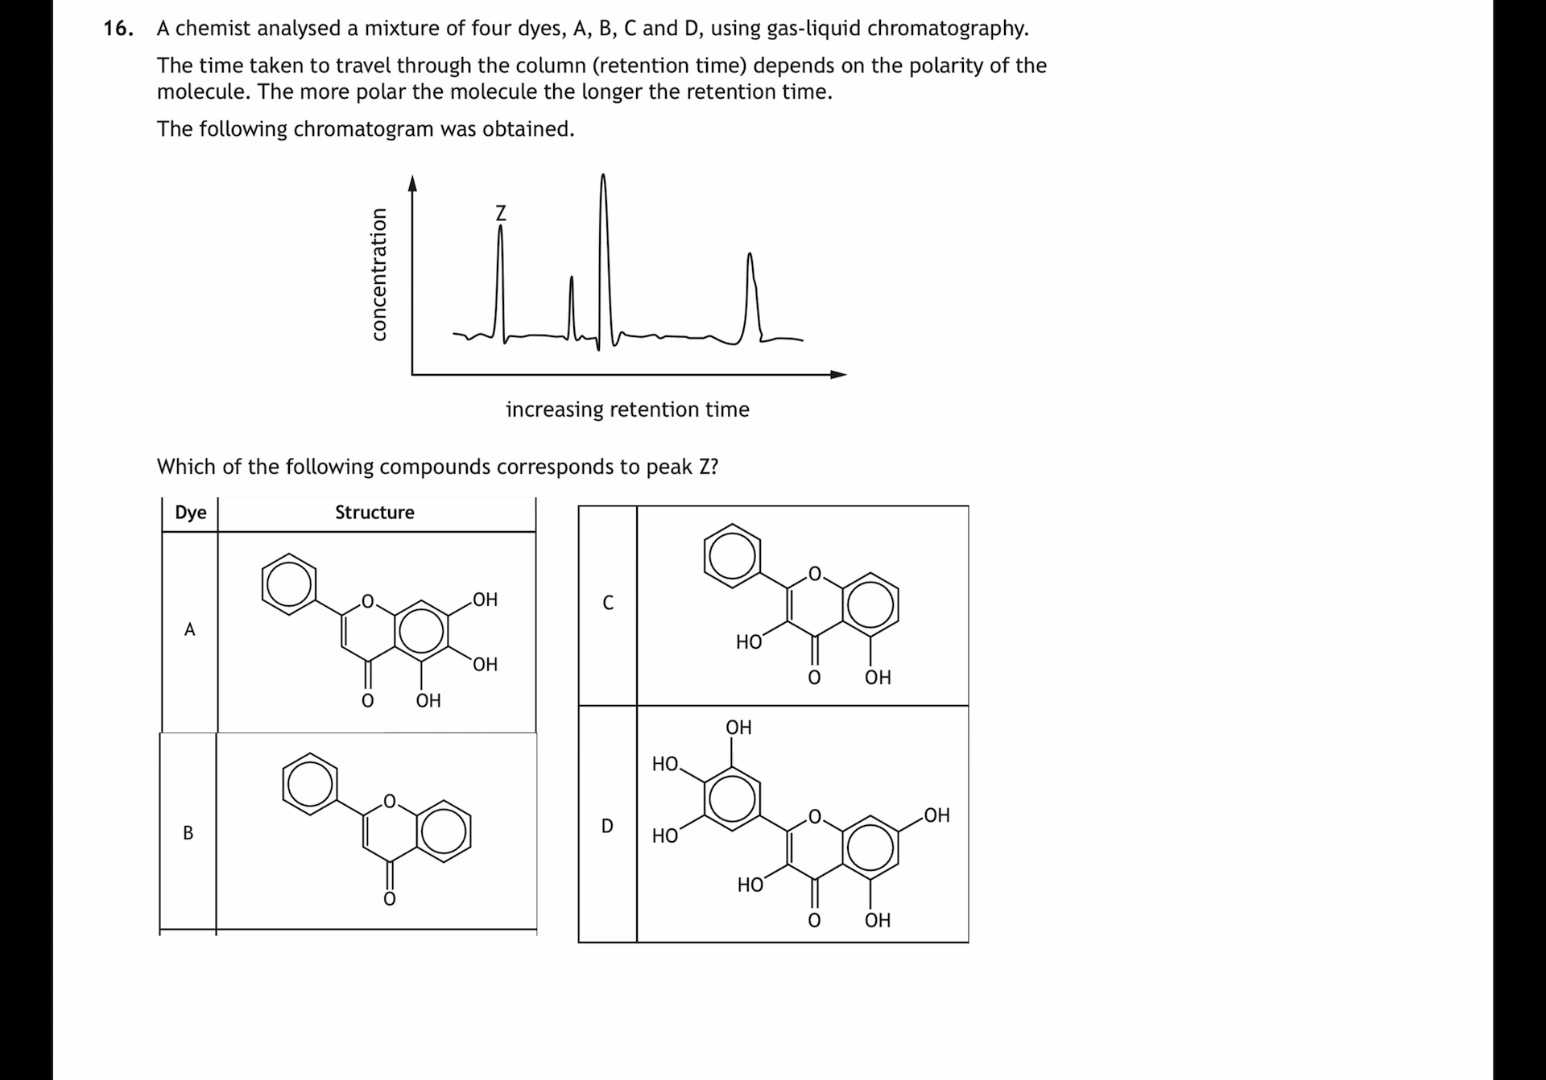 16. A chemist analysed a mixture of four dyes, A, B, C and D, using gas-liquid chromatography.
The time taken to travel through the column (retention time) depends on the polarity of the
molecule. The more polar the molecule the longer the retention time.
The following chromatogram was obtained.
concentration
Z
increasing retention time
Which of the following compounds corresponds to peak Z?
Dye Structure
A
O
OH
OH
O OH
B
O
O
C
O
HO
O OH
D
OH
HO
HO
O
OH
HO
O OH